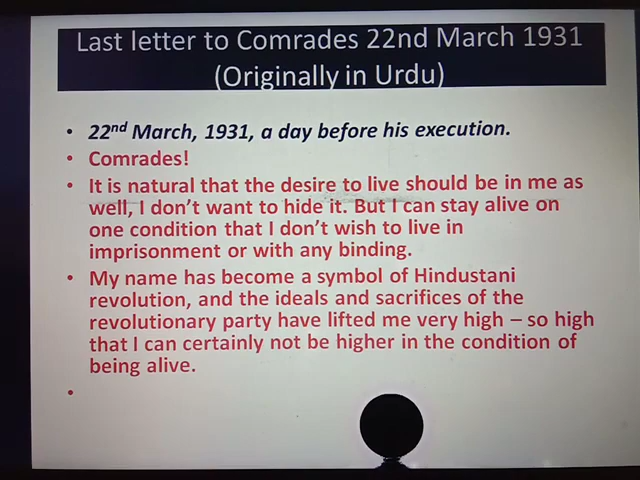 Last letter to Comrades 22nd March 1931
(Originally in Urdu)
• 22nd March, 1931, a day before his execution.
• Comrades!
• It is natural that the desire to live should be in me as
well, I don't want to hide it. But I can stay alive on
one condition that I don't wish to live in
imprisonment or with any binding.
• My name has become a symbol of Hindustani
revolution, and the ideals and sacrifices of the
revolutionary party have lifted me very high – so high
that I can certainly not be higher in the condition of
being alive.
•